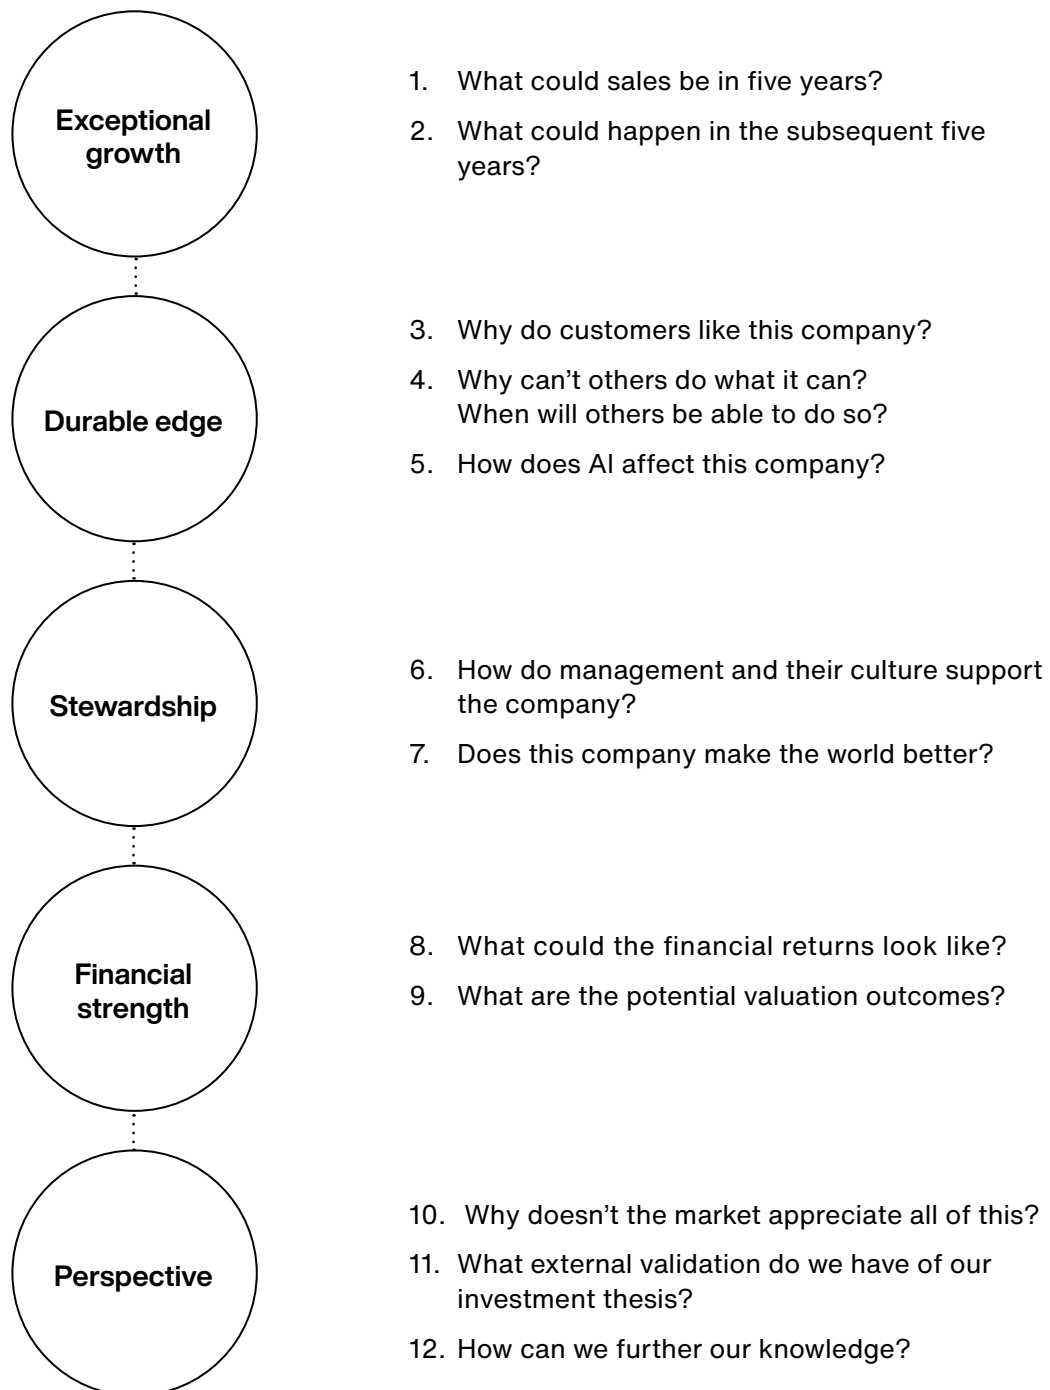 Exceptional
growth
1. What could sales be in five years?
2. What could happen in the subsequent five
years?
Durable edge
3. Why do customers like this company?
4. Why can’t others do what it can?
When will others be able to do so?
5. How does AI affect this company?
Stewardship
6. How do management and their culture support
the company?
7. Does this company make the world better?
Financial
strength
8. What could the financial returns look like?
9. What are the potential valuation outcomes?
Perspective
10. Why doesn’t the market appreciate all of this?
11. What external validation do we have of our
investment thesis?
12. How can we further our knowledge?